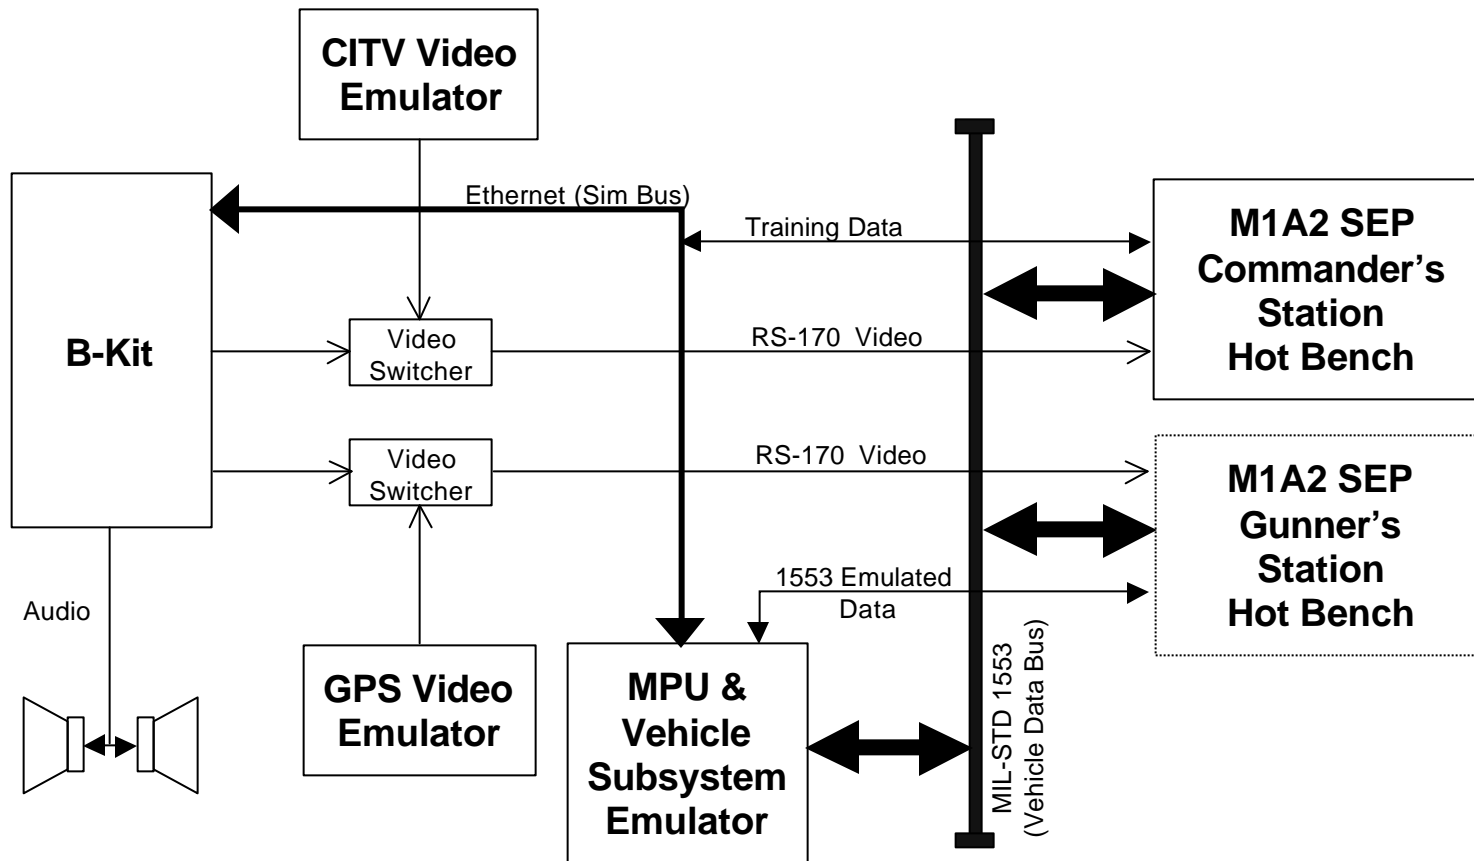 CITV Video
Emulator
Ethernet (Sim Bus)
Training Data
M1A2 SEP
Commander's
Station
Hot Bench
B-Kit
Video
Switcher
RS-170 Video
Video
Switcher
RS-170 Video
M1A2 SEP
Gunner's
Station
Hot Bench
1553 Emulated
Data
Audio
GPS Video
Emulator
MPU &
Vehicle
Subsystem
Emulator
MIL-STD 1553
(Vehicle Data Bus)